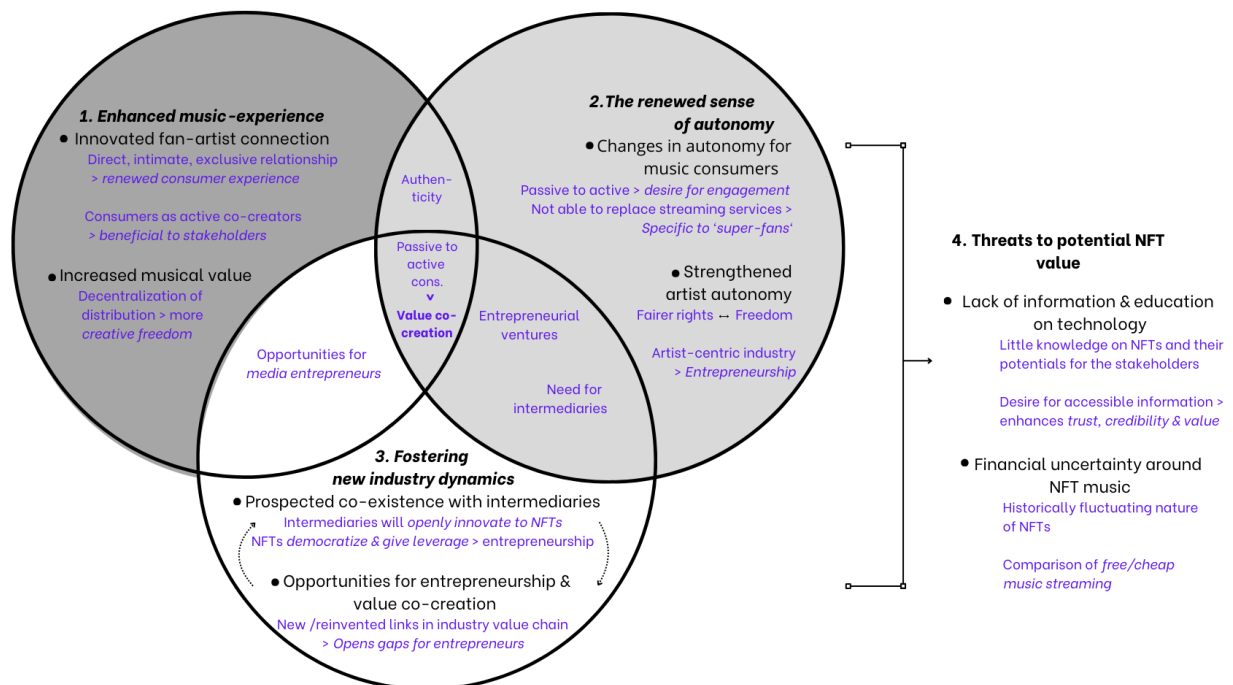 1. Enhanced music-experience
● Innovated fan-artist connection
Direct, intimate, exclusive relationship
> renewed consumer experience
Consumers as active co-creators
> beneficial to stakeholders
● Increased musical value
Decentralization of
distribution > more
creative freedom
Authen-
ticity
Passive to
active
cons.
v
Value co-
creation
Opportunities for
media entrepreneurs
2.The renewed sense
of autonomy
● Changes in autonomy for
music consumers
Passive to active > desire for engagement
Not able to replace streaming services >
Specific to ‘super-fans‘
● Strengthened
artist autonomy
Fairer rights ↔ Freedom
Artist-centric industry
> Entrepreneurship
Entrepreneurial
ventures
Need for
intermediaries
3. Fostering
new industry dynamics
● Prospected co-existence with intermediaries
Intermediaries will openly innovate to NFTs
NFTs democratize & give leverage > entrepreneurship
● Opportunities for entrepreneurship &
value co-creation
New /reinvented links in industry value chain
> Opens gaps for entrepreneurs
4. Threats to potential NFT
value
● Lack of information & education
on technology
Little knowledge on NFTs and their
potentials for the stakeholders
Desire for accessible information >
enhances trust, credibility & value
● Financial uncertainty around
NFT music
Historically fluctuating nature
of NFTs
Comparison of free/cheap
music streaming